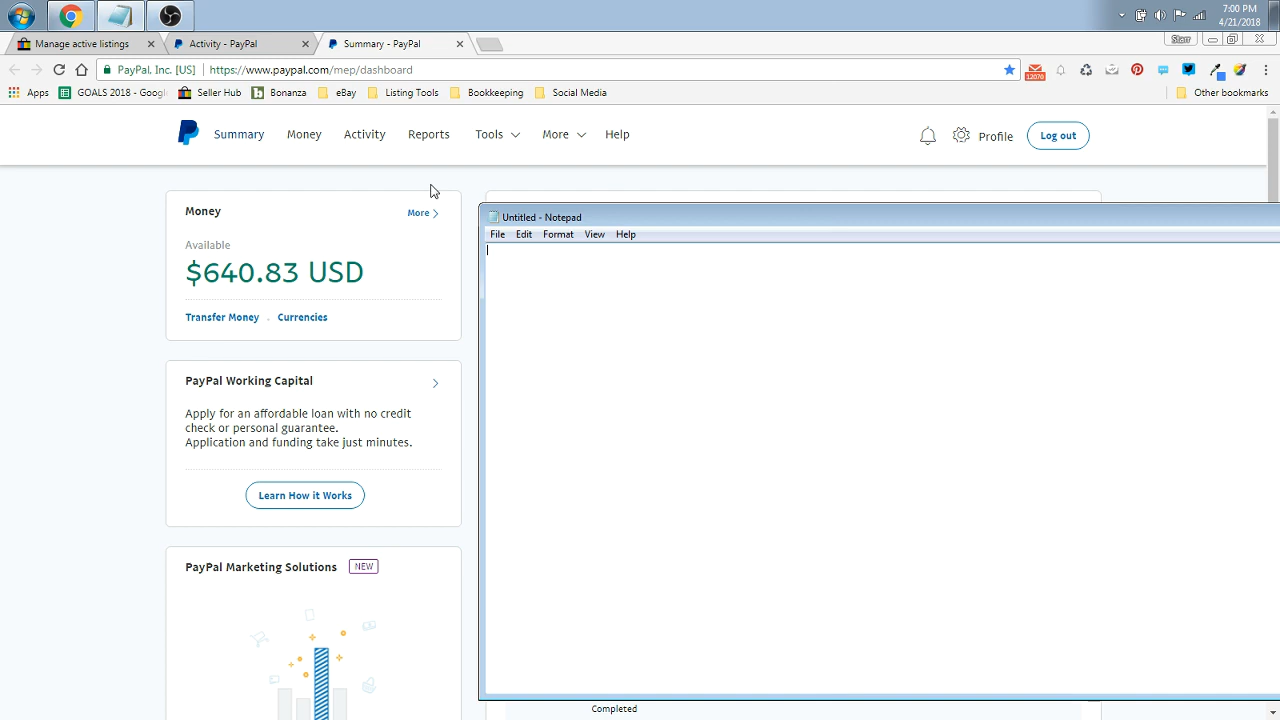 7:00 PM
4/21/2018
Manage active listings
Activity - PayPal
Summary - PayPal
Starr
PayPal, Inc. [US]
https://www.paypal.com/mep/dashboard
12070
Apps
GOALS 2018 - Googl
Seller Hub
Bonanza
eBay
Listing Tools
Bookkeeping
Social Media
Other bookmarks
Summary
Money
Activity
Reports
Tools
More
Help
Profile
Log out
Money
More
Available
$640.83 USD
Transfer Money
Currencies
PayPal Working Capital
Apply for an affordable loan with no credit
check or personal guarantee.
Application and funding take just minutes.
Learn How it Works
PayPal Marketing Solutions
NEW
Untitled - Notepad
File
Edit
Format
View
Help
Completed